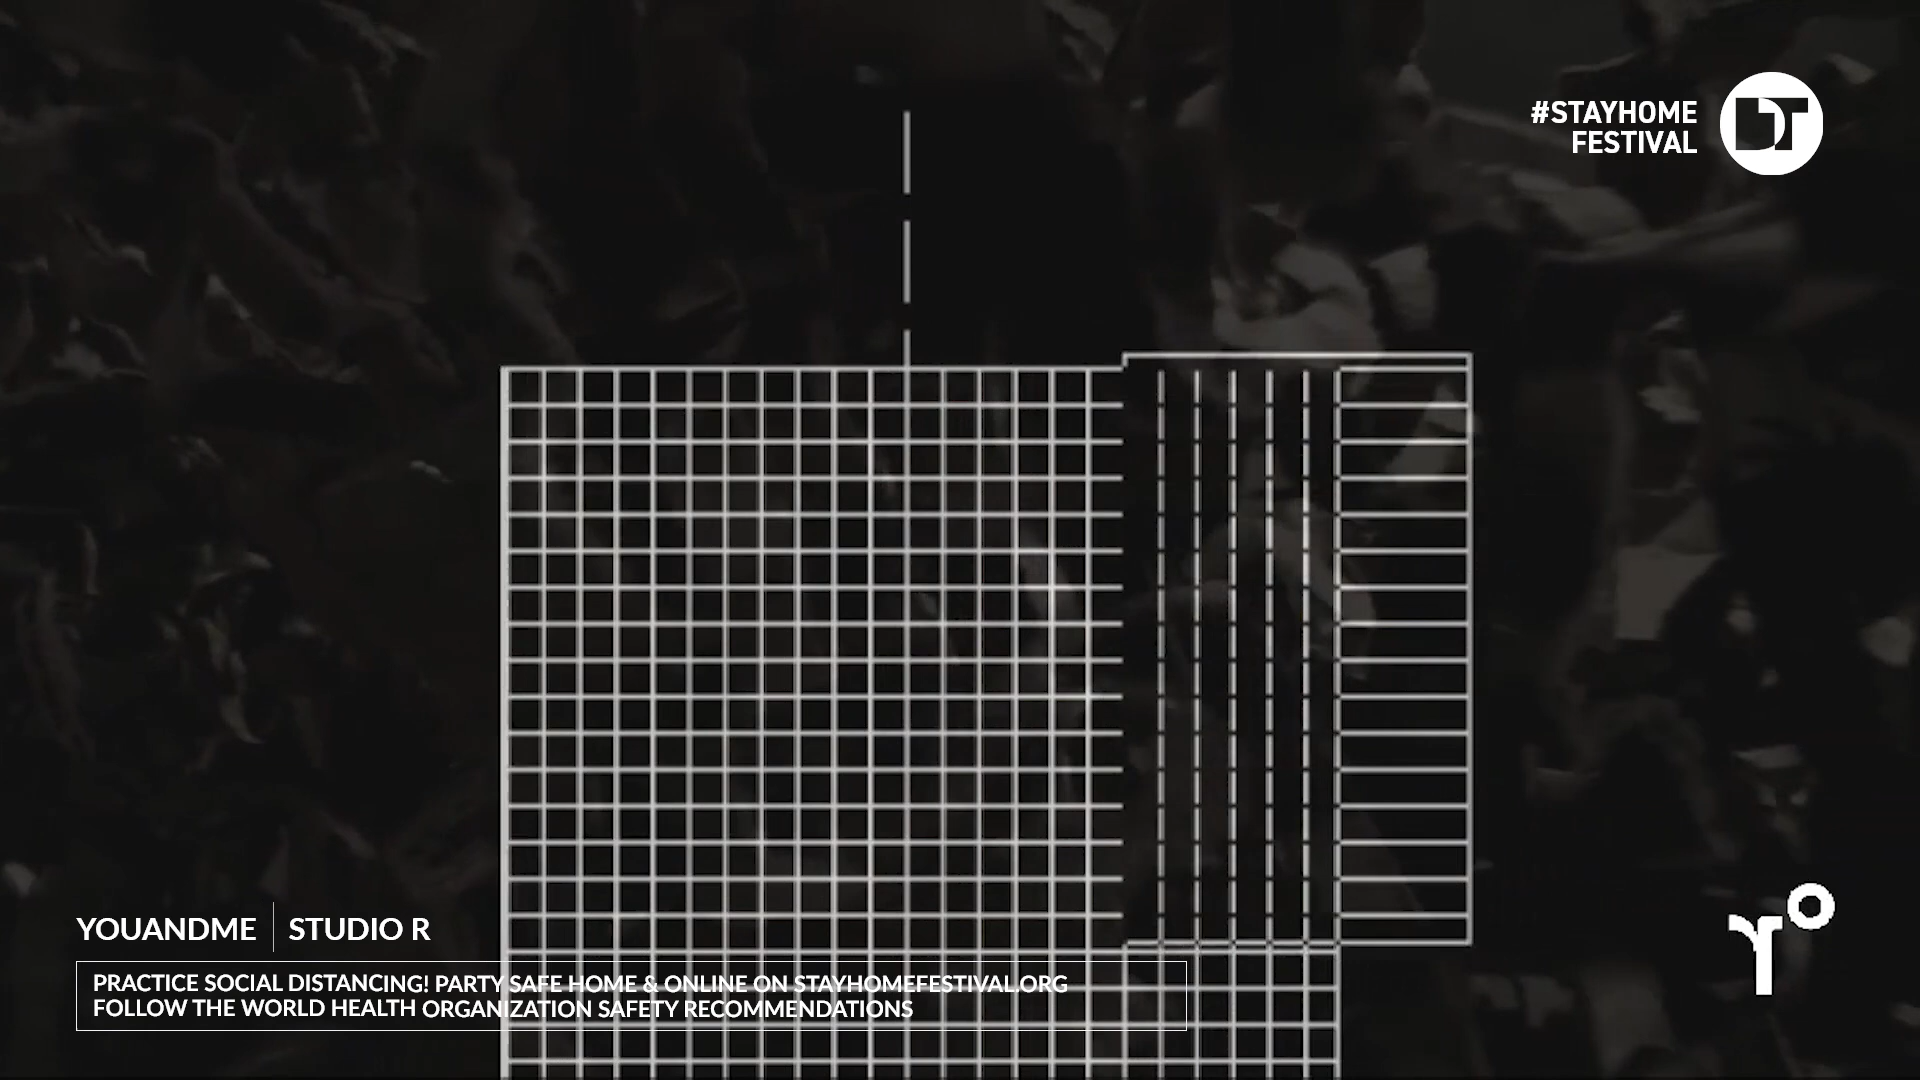 #STAYHOME
FESTIVAL
DT
YOUANDME | STUDIO R
PRACTICE SOCIAL DISTANCING! PARTY SAFE HOME & ONLINE ON STAYHOMEFESTIVAL.ORG
FOLLOW THE WORLD HEALTH ORGANIZATION SAFETY RECOMMENDATIONS
r°